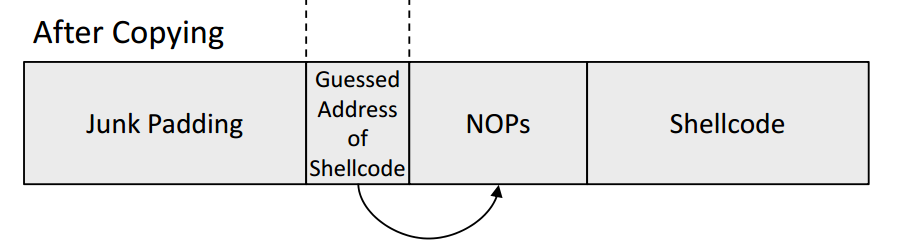 After Copying
Junk Padding
Guessed
Address
of
Shellcode
NOPs
Shellcode